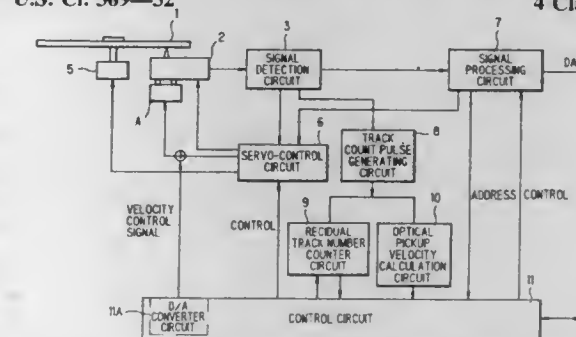 U.S. Cl. 369—32
4 Cl
1
2
3
7
SIGNAL DETECTION CIRCUIT
SIGNAL PROCESSING CIRCUIT
DA
5
A
6
SERVO-CONTROL CIRCUIT
8
TRACK COUNT PULSE GENERATING CIRCUIT
VELOCITY CONTROL SIGNAL
CONTROL
9
RECIDUAL TRACK NUMBER COUNTER CIRCUIT
10
OPTICAL PICKUP VELOCITY CALCULATION CIRCUIT
ADDRESS
CONTROL
11
11A
D/A CONVERTER CIRCUIT
CONTROL CIRCUIT